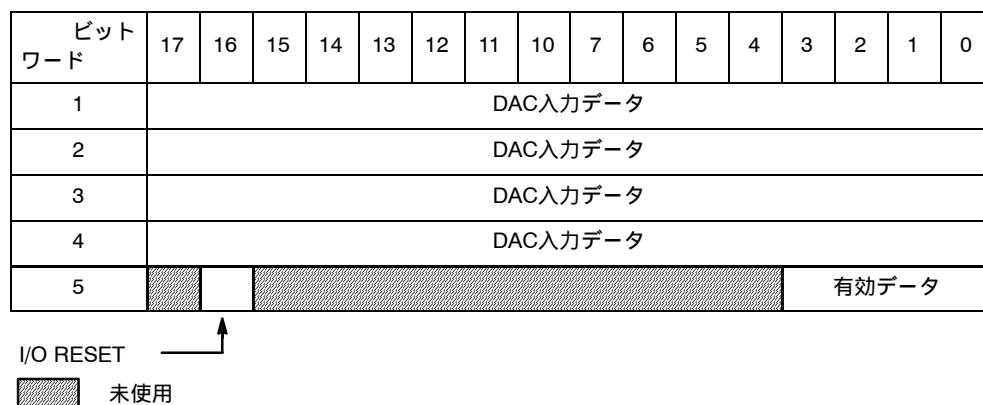 ビット
ワード 17 16 15 14 13 12 11 10 7 6 5 4 3 2 1 0
1 DAC入力データ
2 DAC入力データ
3 DAC入力データ
4 DAC入力データ
5 有効データ
I/O RESET
未使用